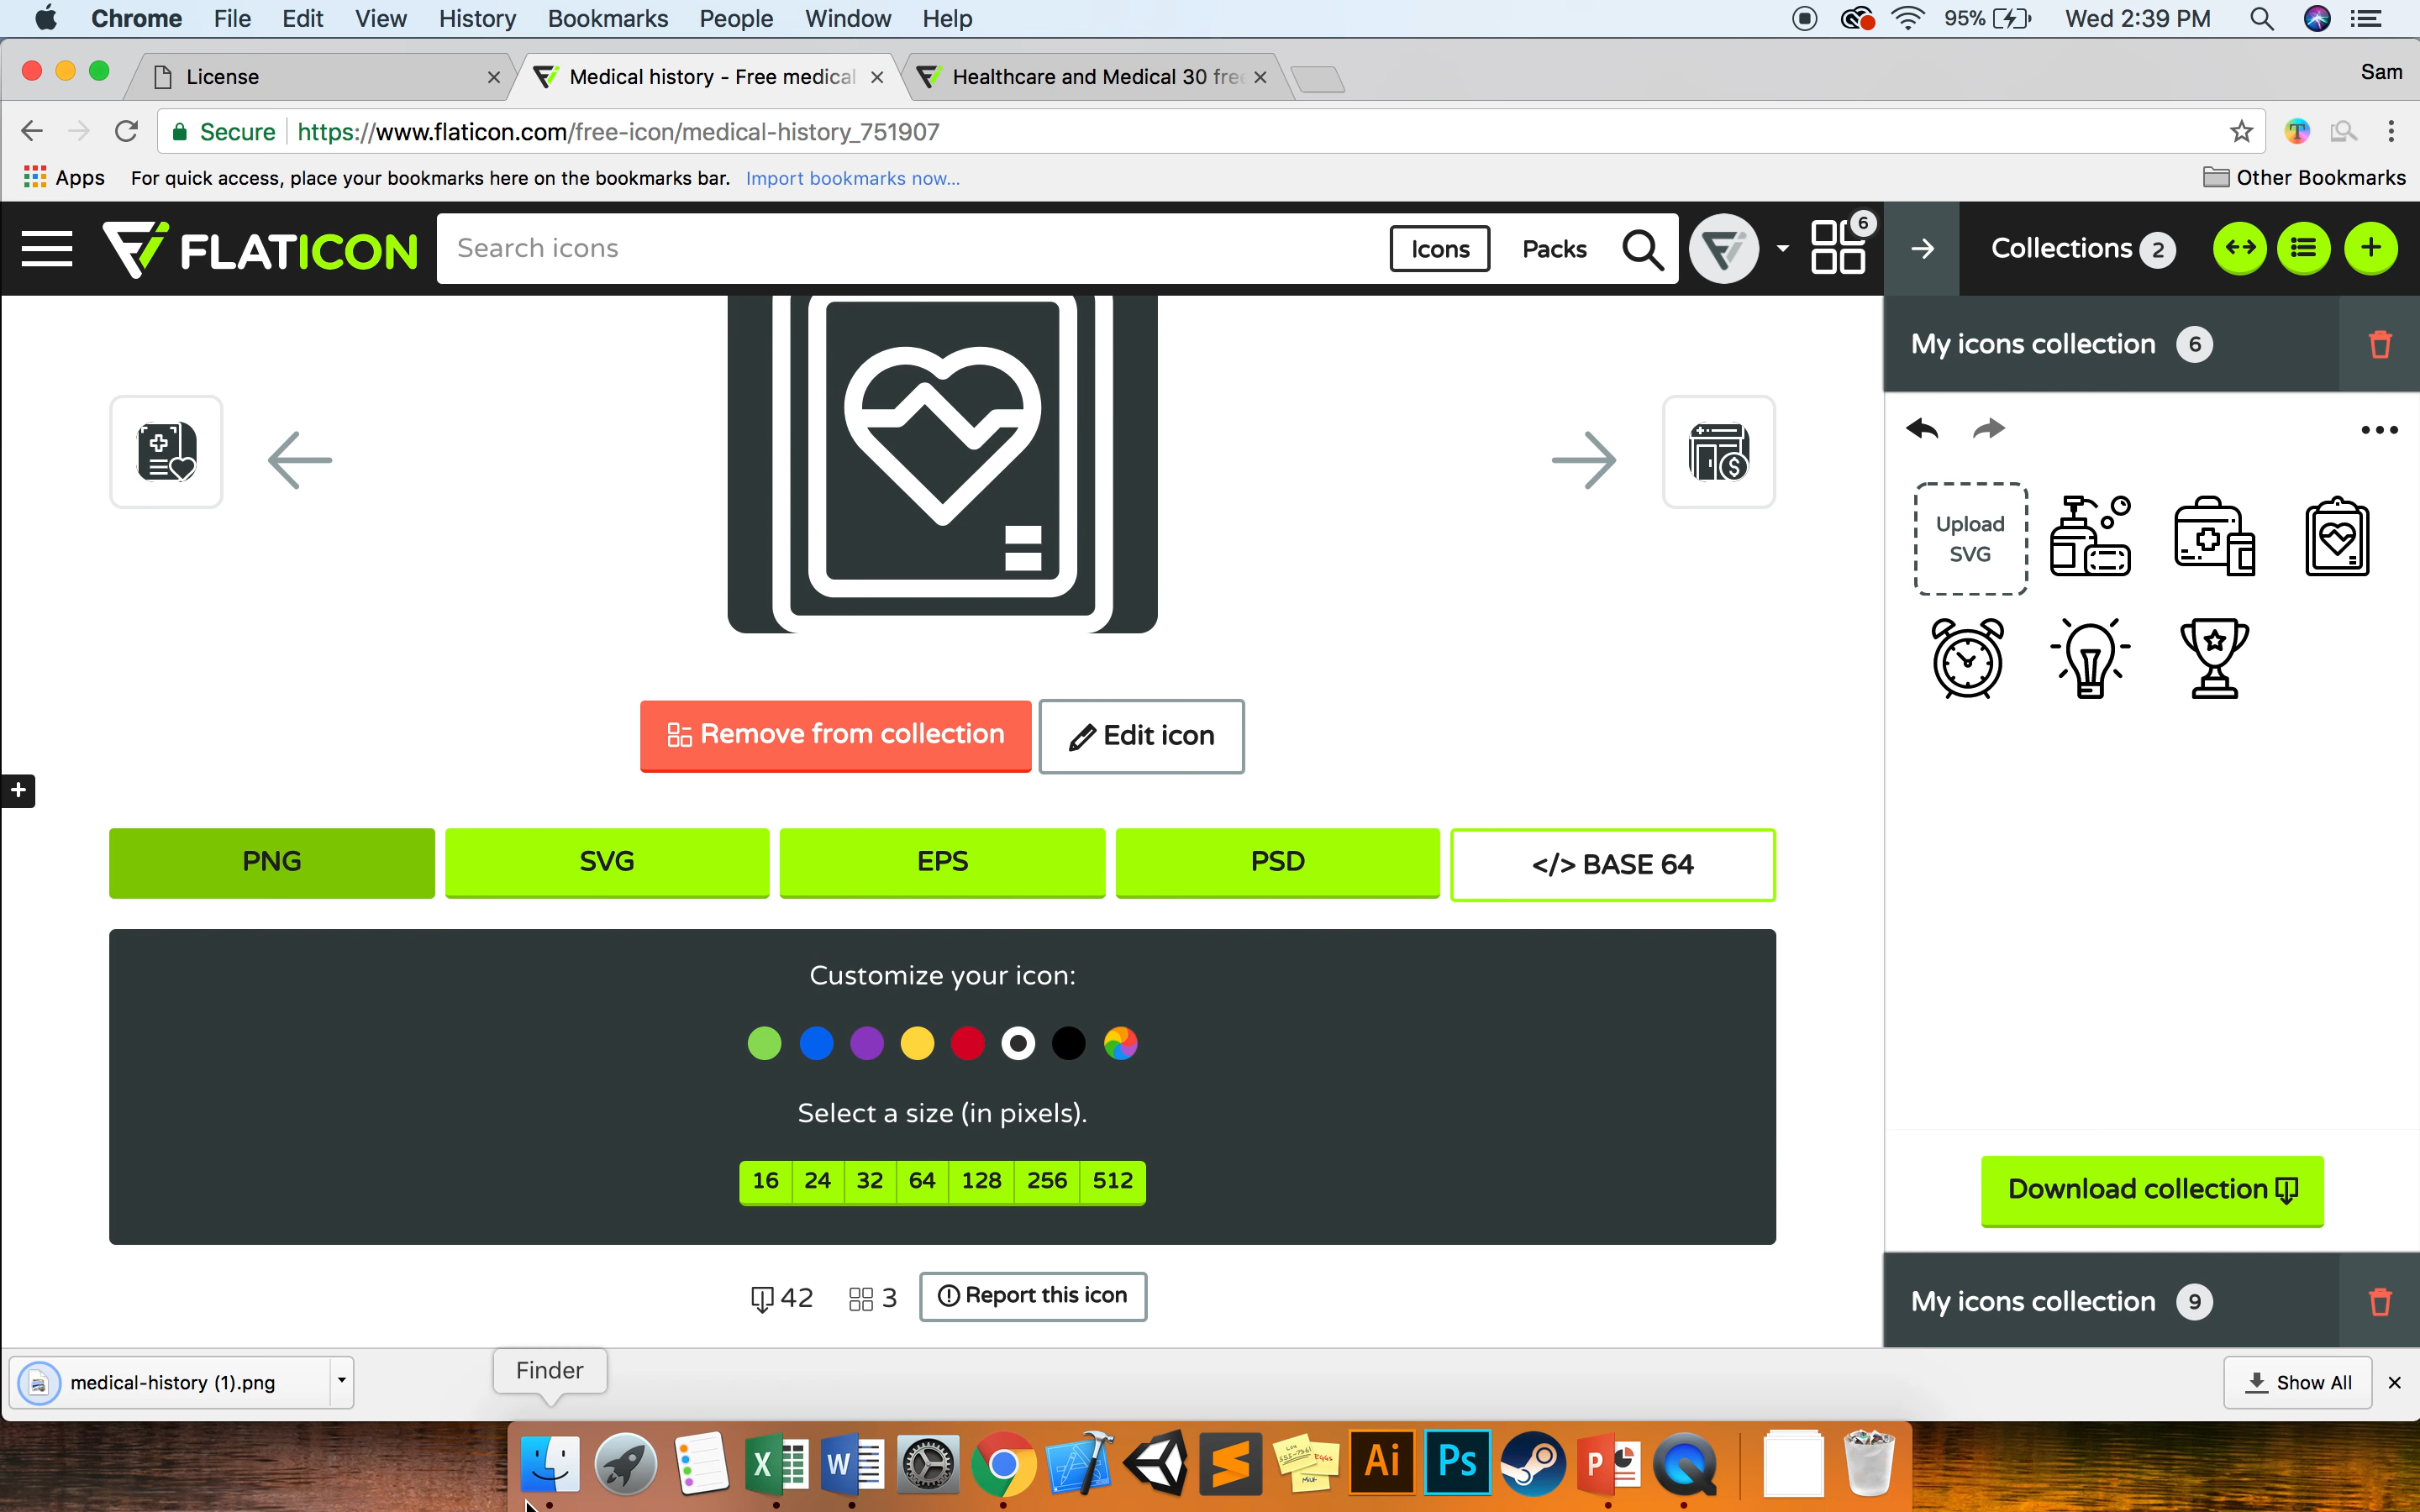 Chrome File Edit View History Bookmarks People Window Help 95% Wed 2:39 PM
License Medical history - Free medical Healthcare and Medical 30 free Sam
Secure https://www.flaticon.com/free-icon/medical-history_751907
Apps For quick access, place your bookmarks here on the bookmarks bar. Import bookmarks now... Other Bookmarks
FLATICON Search icons Icons Packs 6 Collections 2
My icons collection 6
Upload
SVG
Remove from collection Edit icon
PNG SVG EPS PSD </> BASE 64
Customize your icon:
Select a size (in pixels).
16 24 32 64 128 256 512
Download collection
42 3 Report this icon
My icons collection 9
Finder
medical-history (1).png Show All
X W Ai Ps P